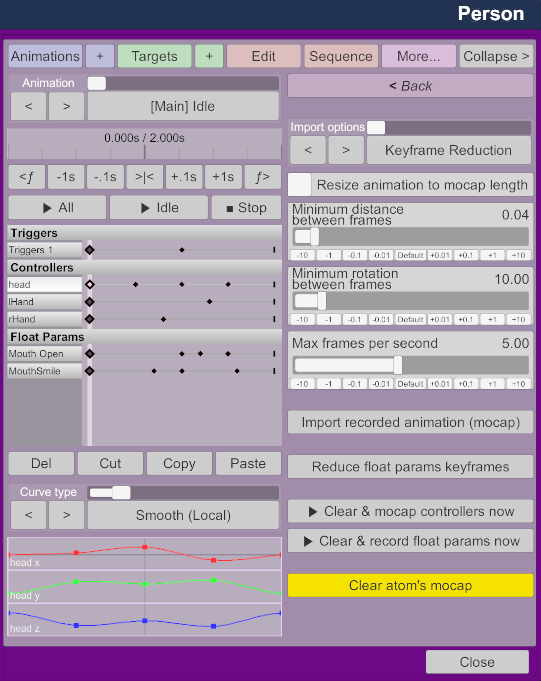 Person
Animations + Targets + Edit Sequence More... Collapse >
Animation
< > [Main] Idle
0.000s / 2.000s
<ƒ -1s -.1s >|< +.1s +1s ƒ>
▶ All ▶ Idle ■ Stop
Triggers
Triggers 1
Controllers
head
lHand
rHand
Float Params
Mouth Open
MouthSmile
Del Cut Copy Paste
Curve type
< > Smooth (Local)
head x
head y
head z
< Back
Import options
< > Keyframe Reduction
Resize animation to mocap length
Minimum distance
between frames 0.04
-10 -1 -0.1 -0.01 Default +0.01 +0.1 +1 +10
Minimum rotation
between frames 10.00
-10 -1 -0.1 -0.01 Default +0.01 +0.1 +1 +10
Max frames per second 5.00
-10 -1 -0.1 -0.01 Default +0.01 +0.1 +1 +10
Import recorded animation (mocap)
Reduce float params keyframes
▶ Clear & mocap controllers now
▶ Clear & record float params now
Clear atom's mocap
Close